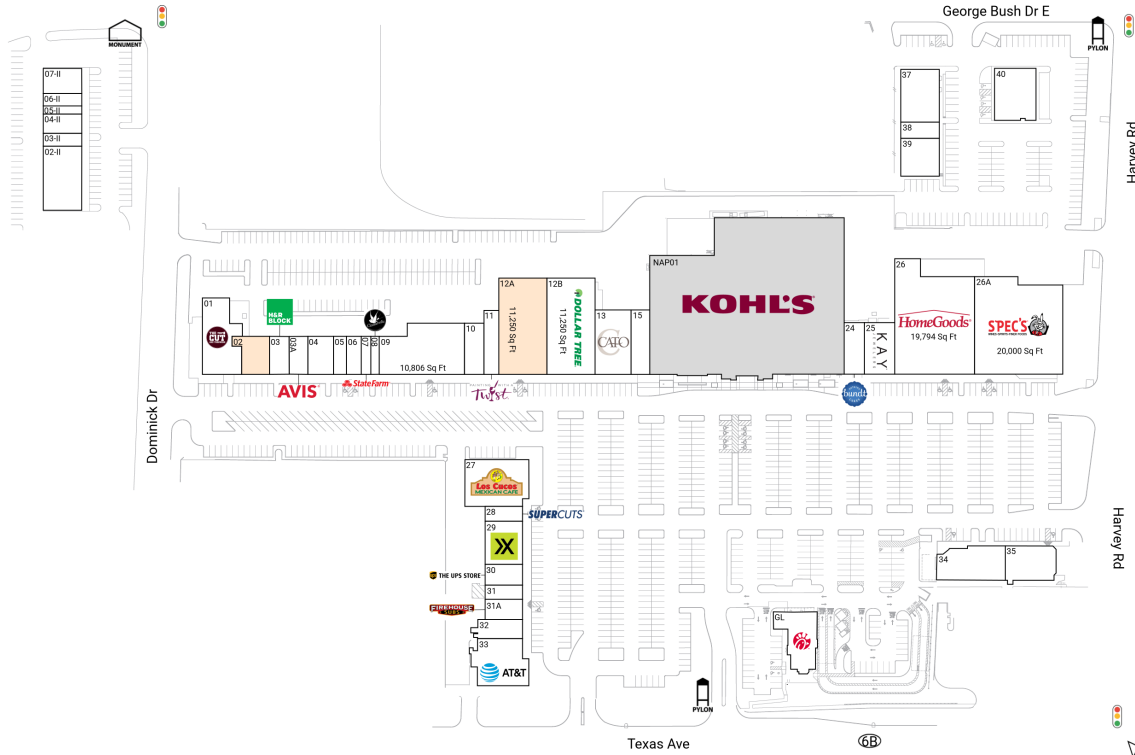 George Bush Dr E
MONUMENT
PYLON
07-II
06-II
05-II
04-II
03-II
02-II
37
38
39
40
Harvey Rd
NAP01
KOHL'S
26
26A
HomeGoods
19,794 Sq Ft
SPEC'S
20,000 Sq Ft
12A
11,250 Sq Ft
12B
11,250 Sq Ft
DOLLAR TREE
13
CATO
15
24
25
KAY
JEWELERS
01
CUT
02
H&R
BLOCK
03
03A
04
05
06
07
08
09
10,806 Sq Ft
10
11
AVIS
State Farm
Twist
Dominick Dr
27
Los Cucos
MEXICAN CAFE
28
SUPERCUTS
29
30
THE UPS STORE
31
31A
FIREHOUSE
SUBS
32
33
AT&T
34
35
Harvey Rd
GL
PYLON
Texas Ave
6B